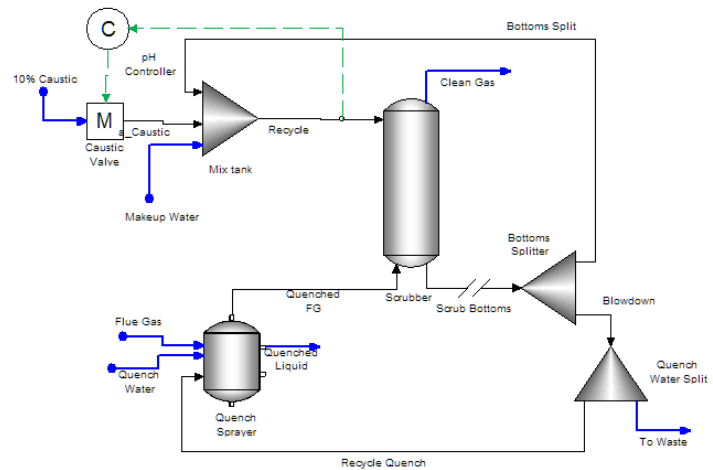 Bottoms Split
C
pH
Controller
10% Caustic
Clean Gas
M
a_Caustic
Caustic
Valve
Recycle
Mix tank
Makeup Water
Bottoms
Splitter
Quenched
FG
Scrubber
Scrub Bottoms
Blowdown
Flue Gas
Quench
Water
Quenched
Liquid
Quench
Water Split
Quench
Sprayer
To Waste
Recycle Quench